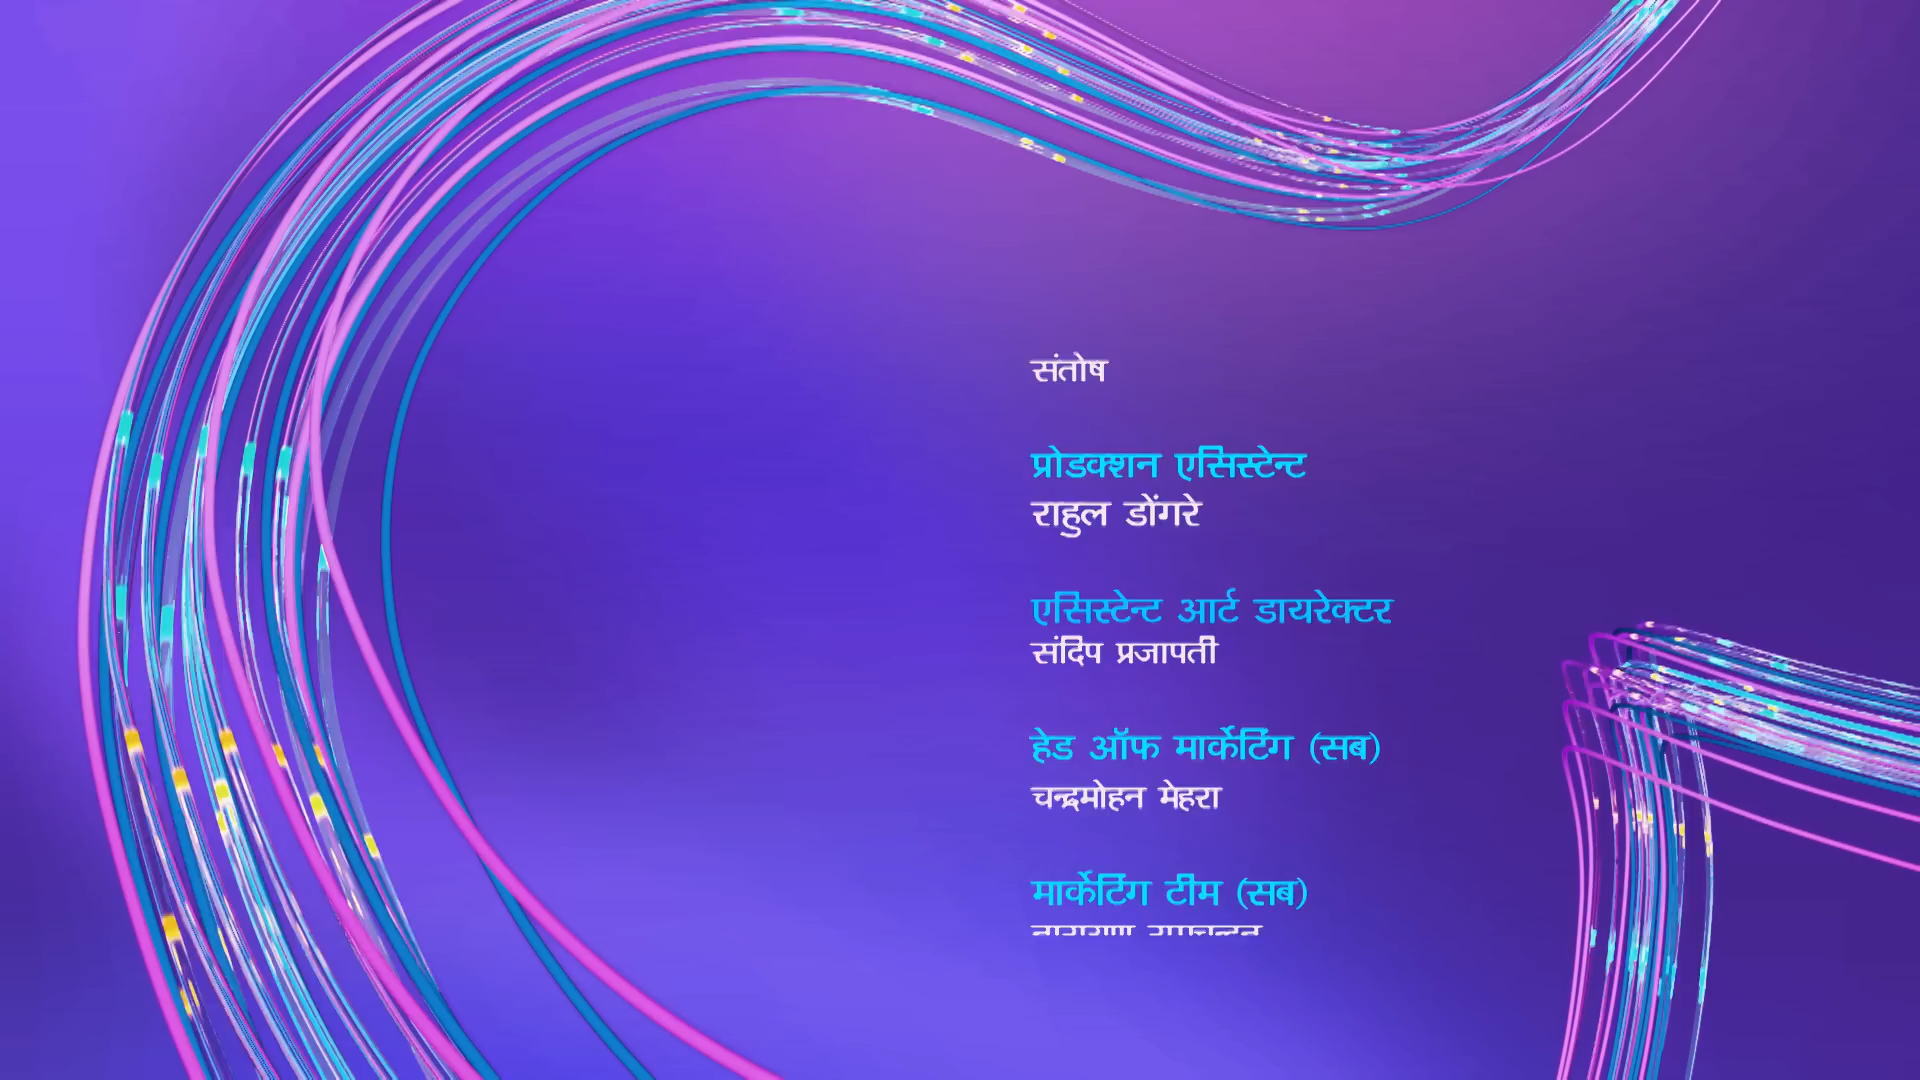 संतोष
प्रोडक्शन एसिस्टेन्ट
राहुल डोंगरे
एसिस्टेन्ट आर्ट डायरेक्टर
संदिप प्रजापती
हेड ऑफ मार्केटिंग (सब)
चन्द्रमोहन मेहरा
मार्केटिंग टीम (सब)